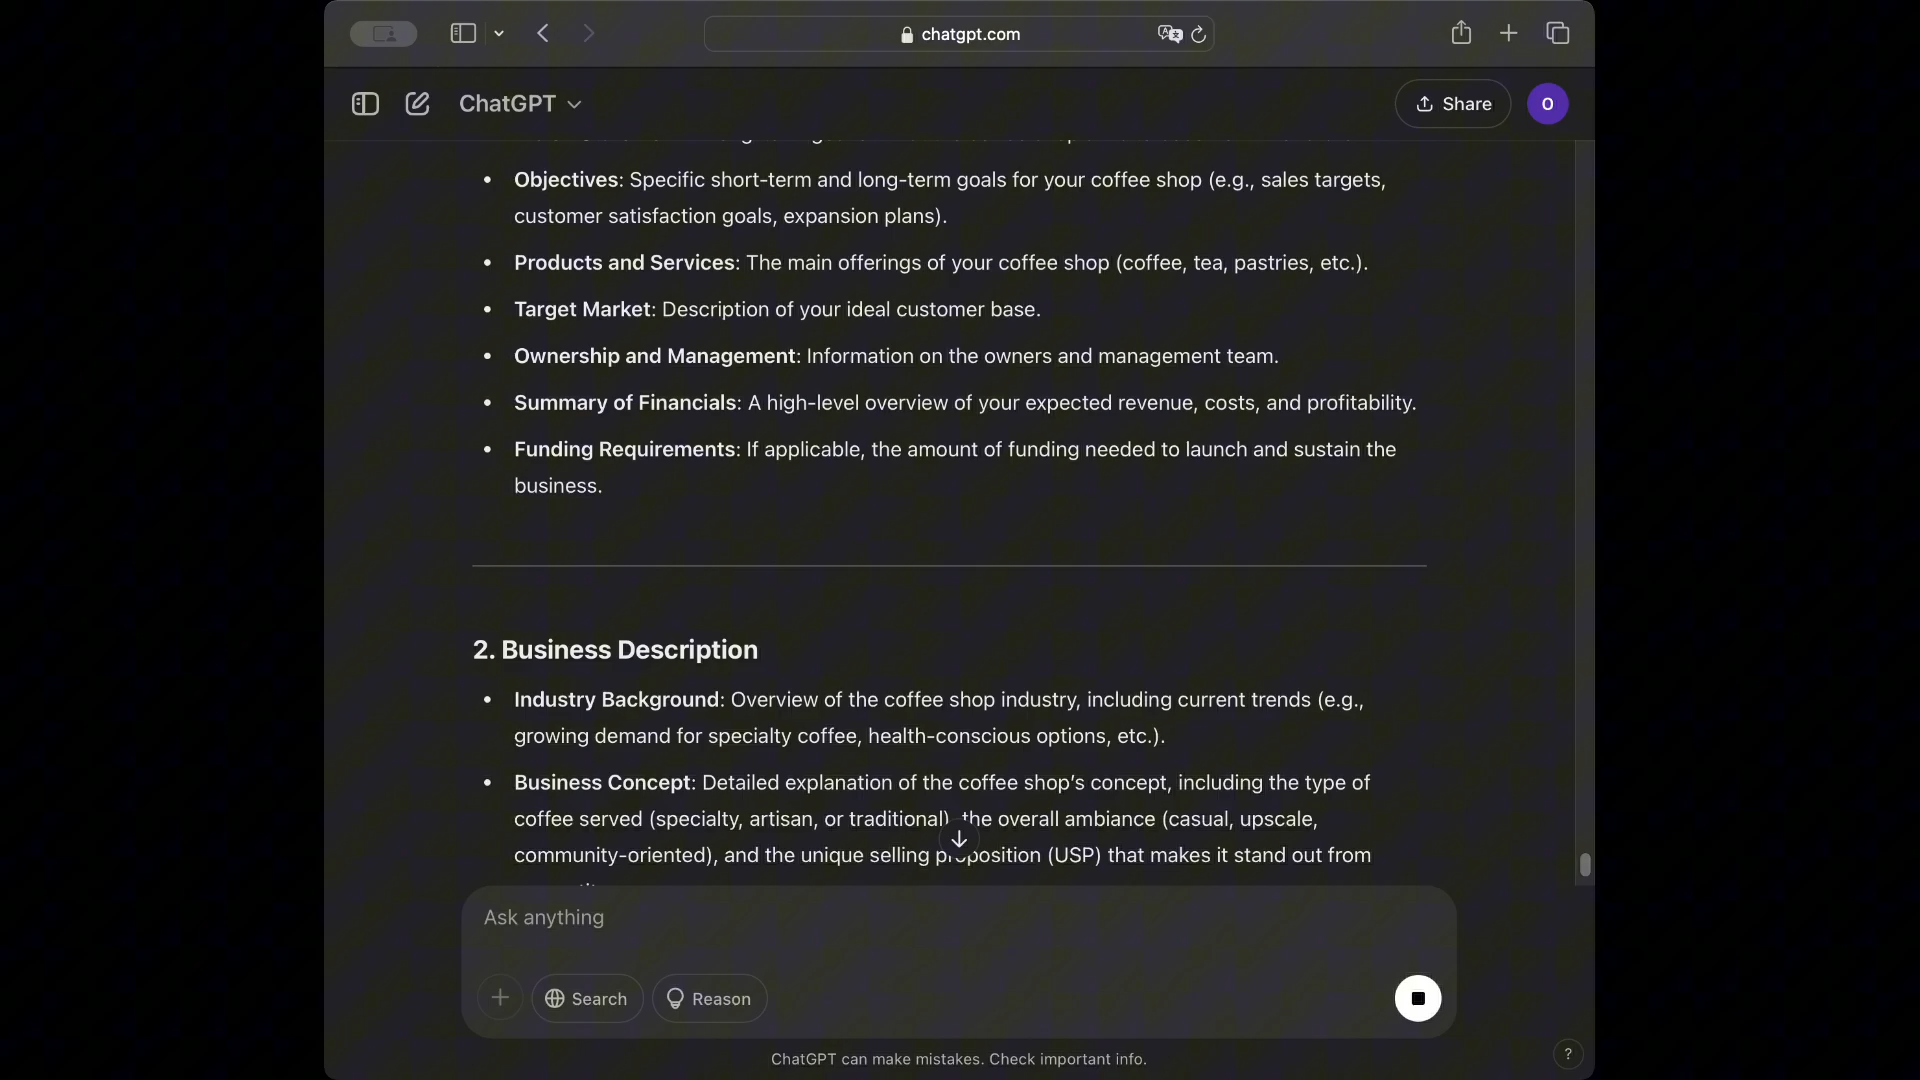 chatgpt.com
ChatGPT
Share
O
• Objectives: Specific short-term and long-term goals for your coffee shop (e.g., sales targets,
customer satisfaction goals, expansion plans).
• Products and Services: The main offerings of your coffee shop (coffee, tea, pastries, etc.).
• Target Market: Description of your ideal customer base.
• Ownership and Management: Information on the owners and management team.
• Summary of Financials: A high-level overview of your expected revenue, costs, and profitability.
• Funding Requirements: If applicable, the amount of funding needed to launch and sustain the
business.
2. Business Description
• Industry Background: Overview of the coffee shop industry, including current trends (e.g.,
growing demand for specialty coffee, health-conscious options, etc.).
• Business Concept: Detailed explanation of the coffee shop's concept, including the type of
coffee served (specialty, artisan, or traditional), the overall ambiance (casual, upscale,
community-oriented), and the unique selling proposition (USP) that makes it stand out from
Ask anything
Search
Reason
ChatGPT can make mistakes. Check important info.
?